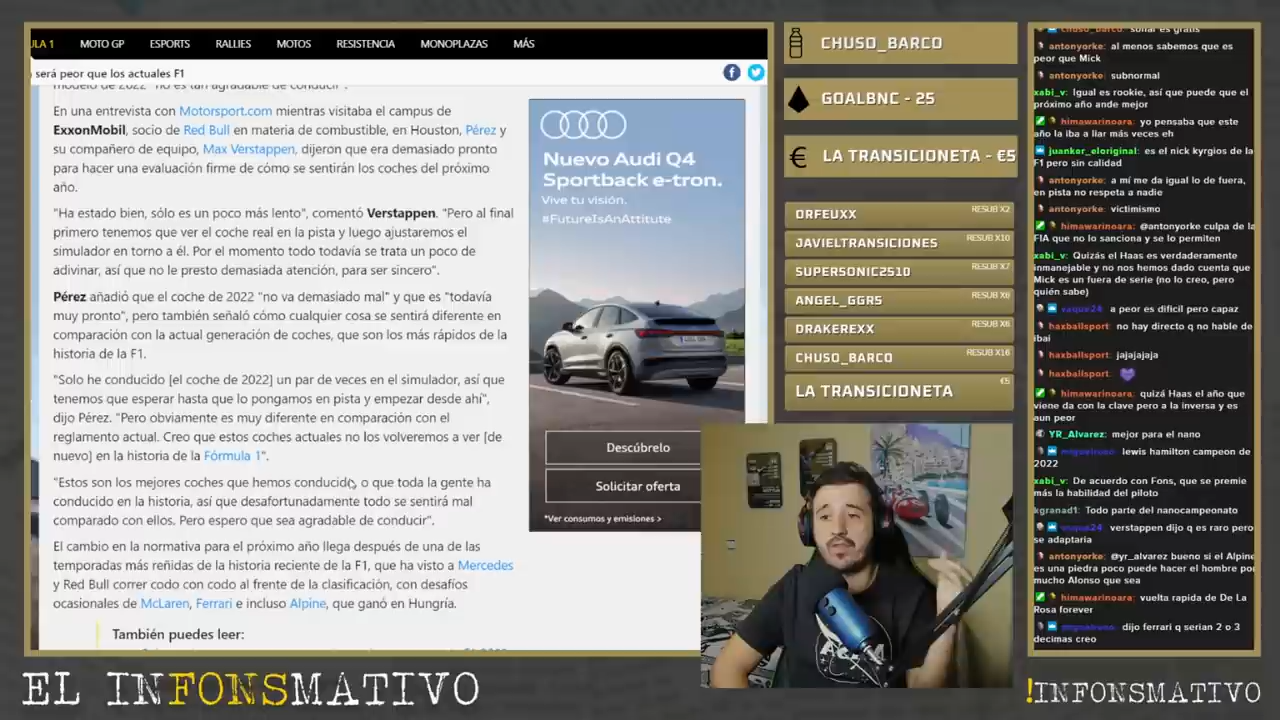 ULA 1 MOTO GP ESPORTS RALLIES MOTOS RESISTENCIA MONOPLAZAS MÁS
será peor que los actuales F1
modelo de 2022 "no es tan agradable de conducir".
En una entrevista con Motorsport.com mientras visitaba el campus de
ExxonMobil, socio de Red Bull en materia de combustible, en Houston, Pérez y
su compañero de equipo, Max Verstappen, dijeron que era demasiado pronto
para hacer una evaluación firme de cómo se sentirán los coches del próximo
año.
"Ha estado bien, sólo es un poco más lento", comentó Verstappen. "Pero al final
primero tenemos que ver el coche real en la pista y luego ajustaremos el
simulador en torno a él. Por el momento todo todavía se trata un poco de
adivinar, así que no le presto demasiada atención, para ser sincero".
Pérez añadió que el coche de 2022 "no va demasiado mal" y que es "todavía
muy pronto", pero también señaló cómo cualquier cosa se sentirá diferente en
comparación con la actual generación de coches, que son los más rápidos de la
historia de la F1.
"Solo he conducido [el coche de 2022] un par de veces en el simulador, así que
tenemos que esperar hasta que lo pongamos en pista y empezar desde ahí",
dijo Pérez. "Pero obviamente es muy diferente en comparación con el
reglamento actual. Creo que estos coches actuales no los volveremos a ver [de
nuevo] en la historia de la Fórmula 1".
"Estos son los mejores coches que hemos conducido, o que toda la gente ha
conducido en la historia, así que desafortunadamente todo se sentirá mal
comparado con ellos. Pero espero que sea agradable de conducir".
El cambio en la normativa para el próximo año llega después de una de las
temporadas más reñidas de la historia reciente de la F1, que ha visto a Mercedes
y Red Bull correr codo con codo al frente de la clasificación, con desafíos
ocasionales de McLaren, Ferrari e incluso Alpine, que ganó en Hungría.
También puedes leer:
Nuevo Audi Q4
Sportback e-tron.
Vive tu visión.
#FutureIsAnAttitude
Descúbrelo
Solicitar oferta
*Ver consumos y emisiones >
CHUSO_BARCO
GOALBNC - 25
€ LA TRANSICIONETA - €5
ORFEUXX RESUB X2
JAVIELTRANSICIONES RESUB X10
SUPERSONIC2510 RESUB X7
ANGEL_GGR5 RESUB X6
DRAKEREXX RESUB X6
CHUSO_BARCO RESUB X16
LA TRANSICIONETA €5
chuso_barco: soñar es gratis
antonyorke: al menos sabemos que es
peor que Mick
antonyorke: subnormal
xabi_v: Igual es rookie, así que puede que el
próximo año ande mejor
himawarinoara: yo pensaba que este
año la iba a liar más veces eh
juanker_eloriginal: es el nick kyrgios de la
F1 pero sin calidad
antonyorke: a mí me da igual lo de fuera,
en pista no respeta a nadie
antonyorke: victimismo
himawarinoara: @antonyorke culpa de la
FIA que no lo sanciona y se lo permiten
xabi_v: Quizás el Haas es verdaderamente
inmanejable y no nos hemos dado cuenta que
Mick es un fuera de serie (no lo creo, pero
quién sabe)
vaque24: a peor es dificil pero capaz
haxballsport: no hay directo q no hable de
ibai
haxballsport: jajajajaja
haxballsport:
himawarinoara: quizá Haas el año que
viene da con la clave pero a la inversa y es
aun peor
YR_Alvarez: mejor para el nano
lewis hamilton campeon de
2022
xabi_v: De acuerdo con Fons, que se premie
más la habilidad del piloto
kgranad1: Todo parte del nanocampeonato
vaque24: verstappen dijo q es raro pero
se adaptaria
antonyorke: @yr_alvarez bueno si el Alpine
es una piedra poco puede hacer el hombre por
mucho Alonso que sea
himawarinoara: vuelta rapida de De La
Rosa forever
dijo ferrari q serian 2 o 3
decimas creo
EL INFONSMATIVO
!INFONSMATIVO